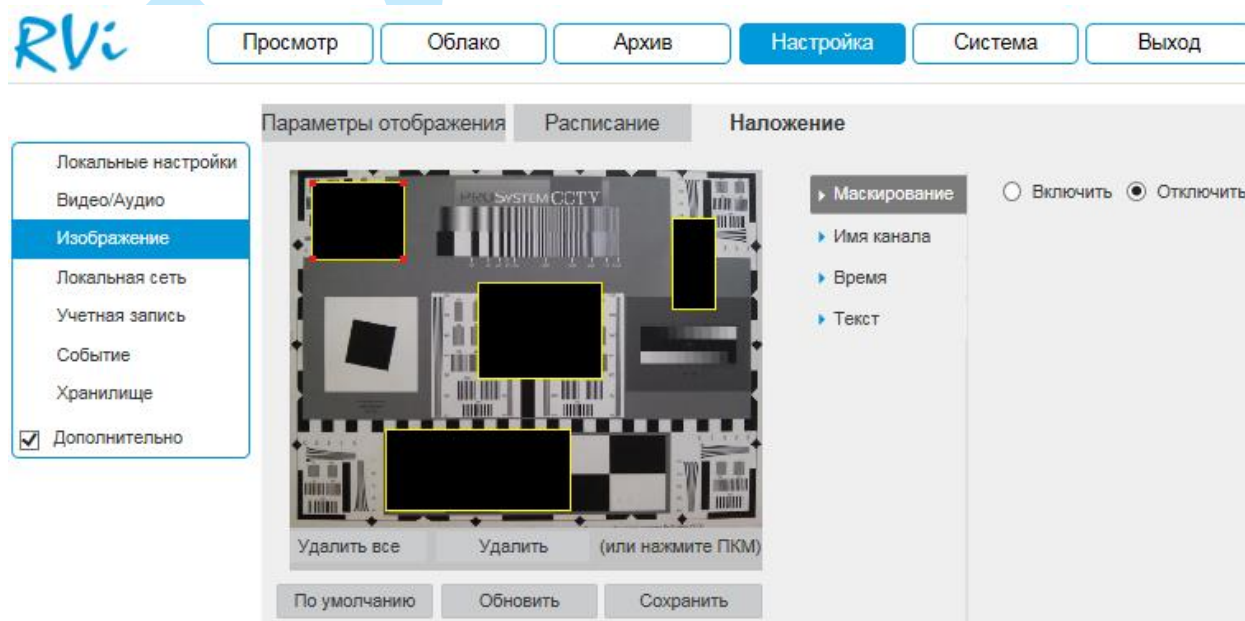 RVi
Просмотр Облако Архив Настройка Система Выход
Параметры отображения Расписание Наложение
Локальные настройки
Видео/Аудио
Изображение
Локальная сеть
Учетная запись
Событие
Хранилище
Дополнительно
PROSYSTEM CCTV
Маскирование
Имя канала
Время
Текст
Включить Отключить
Удалить все Удалить (или нажмите ПКМ)
По умолчанию Обновить Сохранить